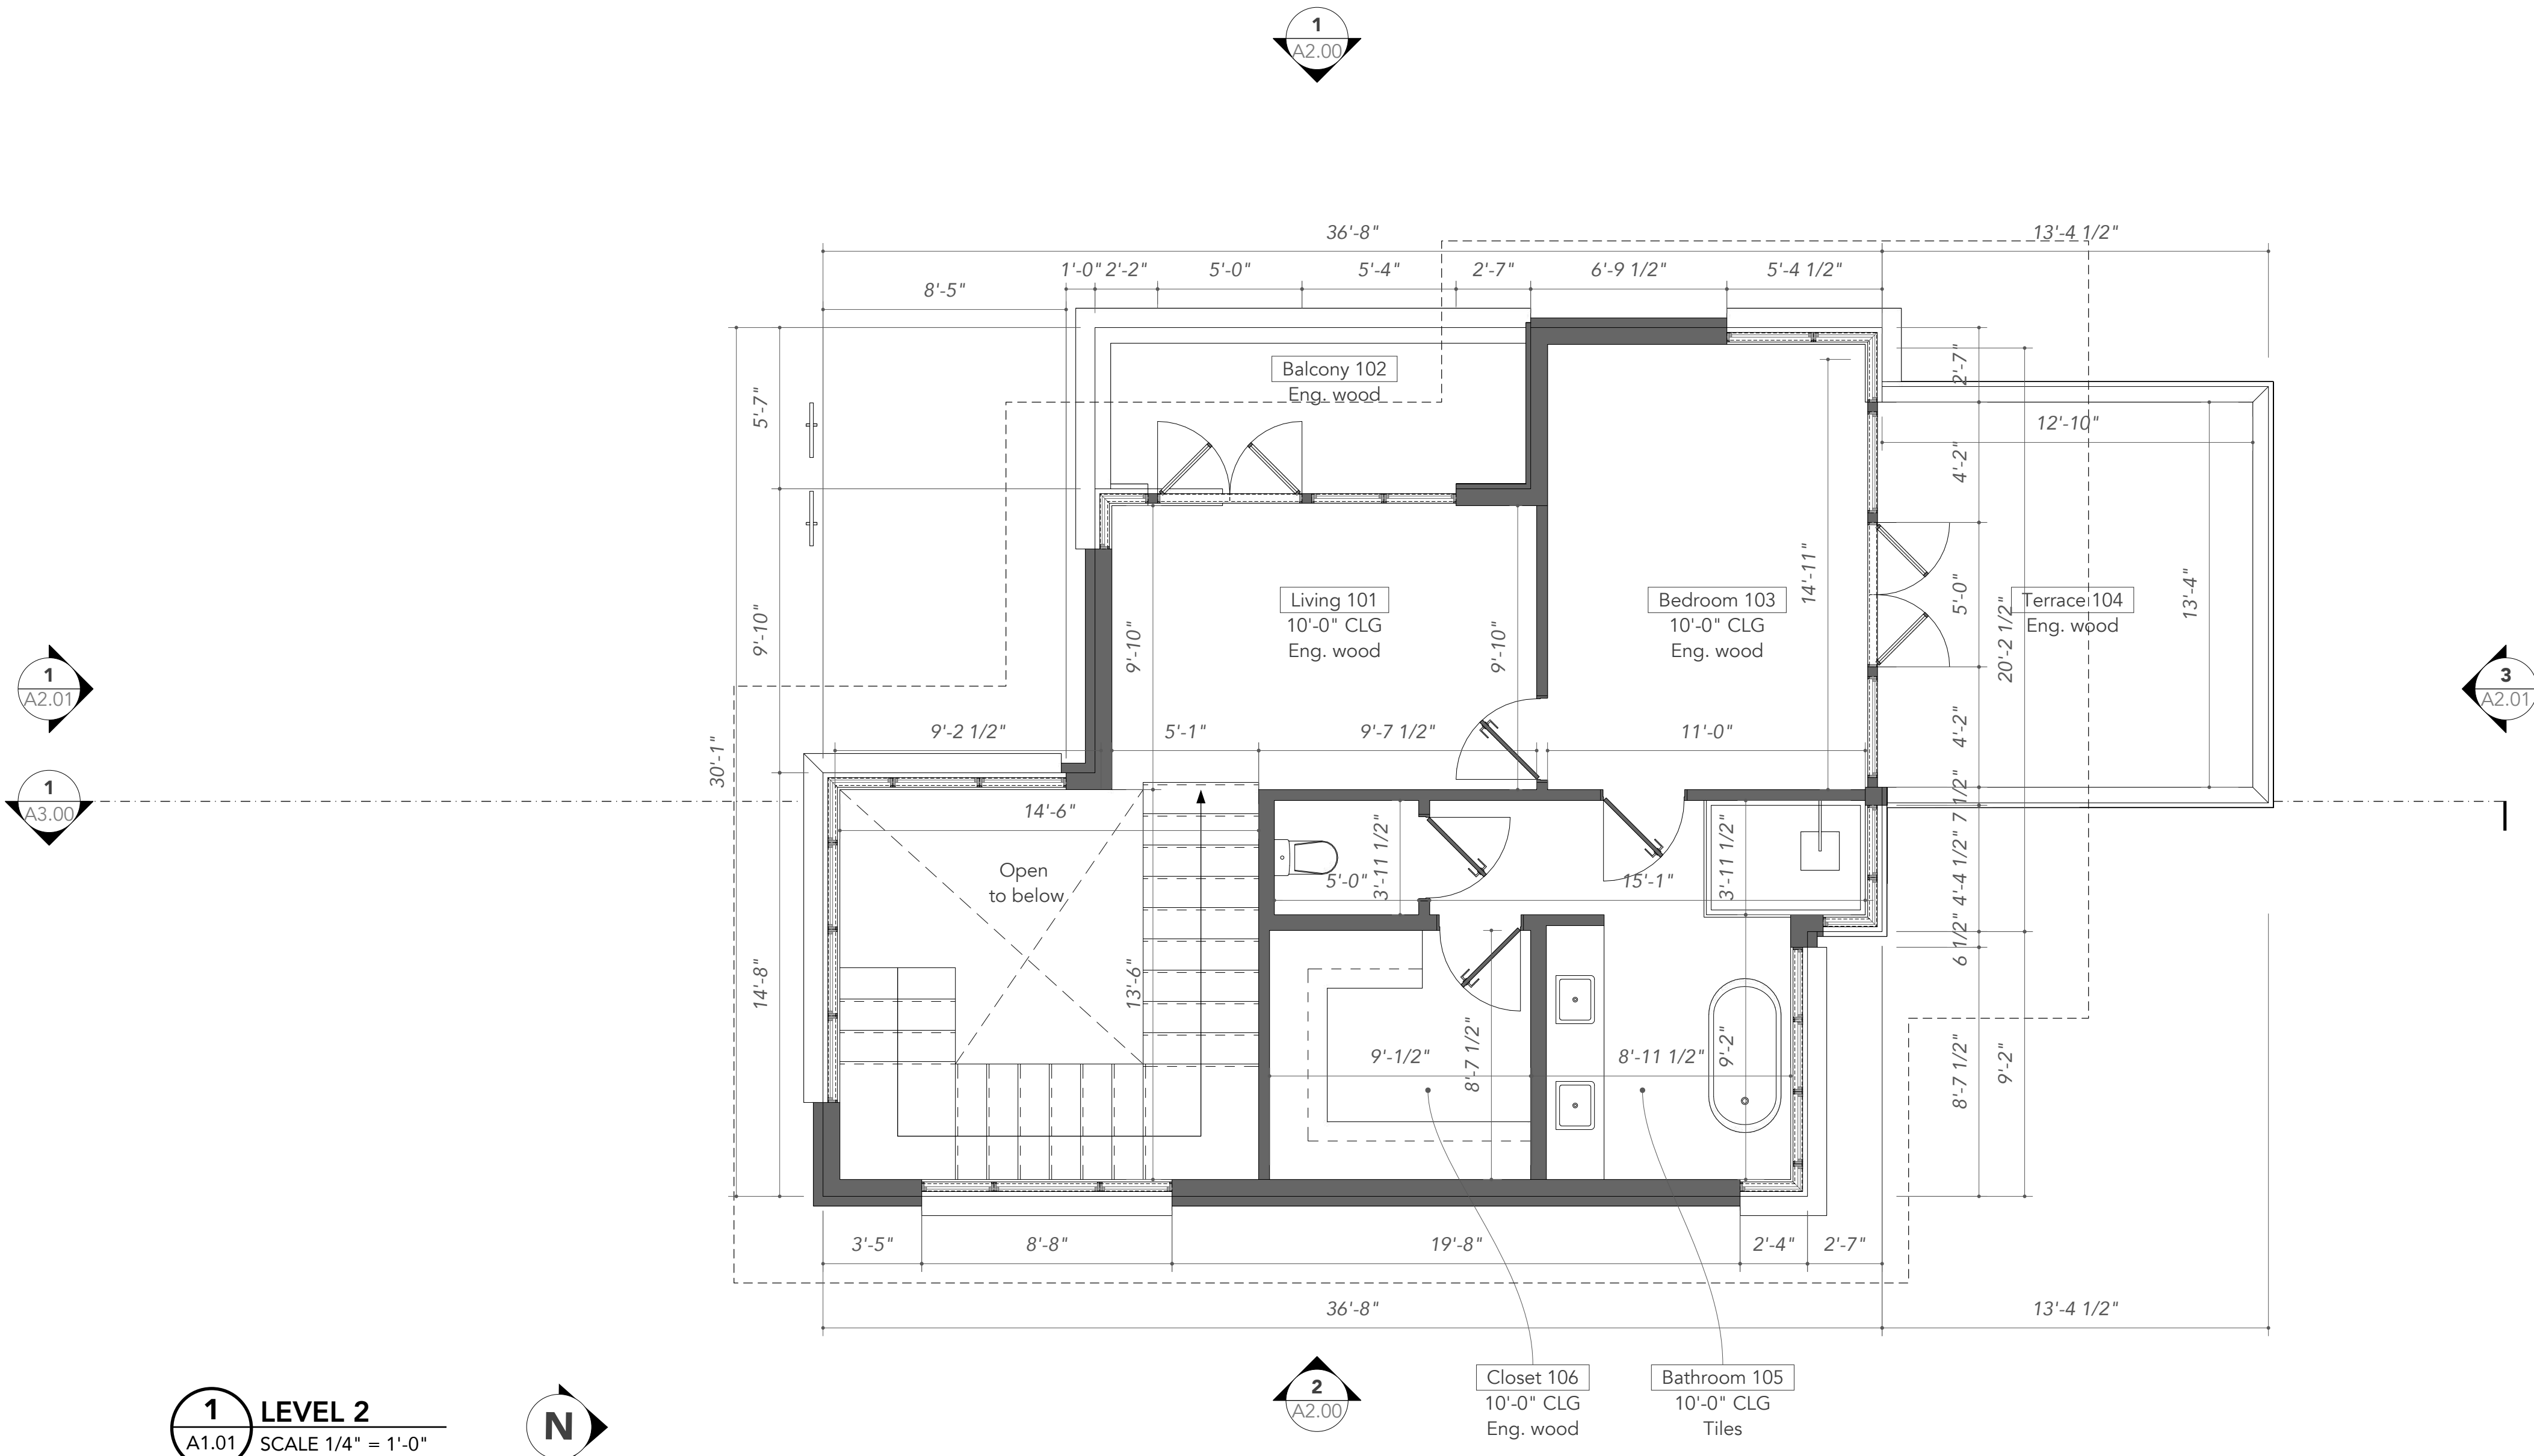 1
A2.00
36'-8"
13'-4 1/2"
1'-0" 2'-2" 5'-0" 5'-4" 2'-7" 6'-9 1/2" 5'-4 1/2"
8'-5"
Balcony 102
Eng. wood
5'-7"
2'-7"
12'-10"
4'-2"
Living 101
10'-0" CLG
Eng. wood
Bedroom 103
10'-0" CLG
Eng. wood
Terrace 104
Eng. wood
9'-10"
9'-10"
9'-10"
14'-11"
5'-0"
20'-2 1/2"
13'-4"
1
A2.01
3
A2.01
30'-1"
9'-2 1/2"
5'-1"
9'-7 1/2"
11'-0"
4'-2"
1
A3.00
14'-6"
7 1/2"
Open
to below
5'-0"
3'-11 1/2"
15'-1"
3'-11 1/2"
4'-4 1/2"
6 1/2"
14'-8"
13'-6"
9'-1/2"
8'-7 1/2"
8'-11 1/2"
9'-2"
8'-7 1/2"
9'-2"
3'-5" 8'-8" 19'-8" 2'-4" 2'-7"
36'-8"
13'-4 1/2"
Closet 106
10'-0" CLG
Eng. wood
Bathroom 105
10'-0" CLG
Tiles
2
A2.00
1
A1.01
LEVEL 2
SCALE 1/4" = 1'-0"
N